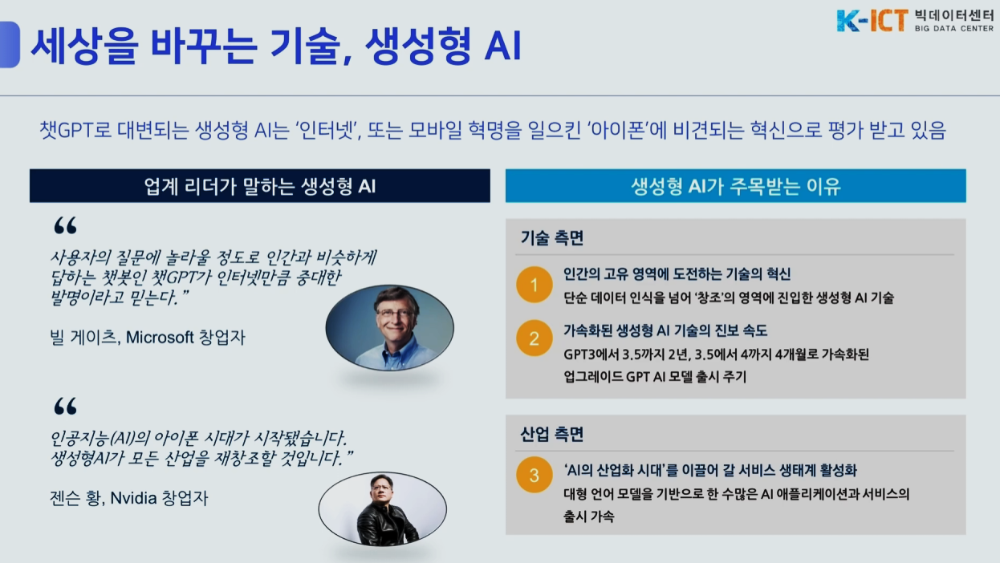 K-ICT 빅데이터센터
BIG DATA CENTER
세상을 바꾸는 기술, 생성형 AI
챗GPT로 대변되는 생성형 AI는 ‘인터넷’, 또는 모바일 혁명을 일으킨 ‘아이폰’에 비견되는 혁신으로 평가 받고 있음
업계 리더가 말하는 생성형 AI
“
사용자의 질문에 놀라울 정도로 인간과 비슷하게
답하는 챗봇인 챗GPT가 인터넷만큼 중대한
발명이라고 믿는다.”
빌 게이츠, Microsoft 창업자
“
인공지능(AI)의 아이폰 시대가 시작됐습니다.
생성형AI가 모든 산업을 재창조할 것입니다.”
젠슨 황, Nvidia 창업자
생성형 AI가 주목받는 이유
기술 측면
1 인간의 고유 영역에 도전하는 기술의 혁신
단순 데이터 인식을 넘어 ‘창조’의 영역에 진입한 생성형 AI 기술
2 가속화된 생성형 AI 기술의 진보 속도
GPT3에서 3.5까지 2년, 3.5에서 4까지 4개월로 가속화된
업그레이드 GPT AI 모델 출시 주기
산업 측면
3 ‘AI의 산업화 시대’를 이끌어 갈 서비스 생태계 활성화
대형 언어 모델을 기반으로 한 수많은 AI 애플리케이션과 서비스의
출시 가속